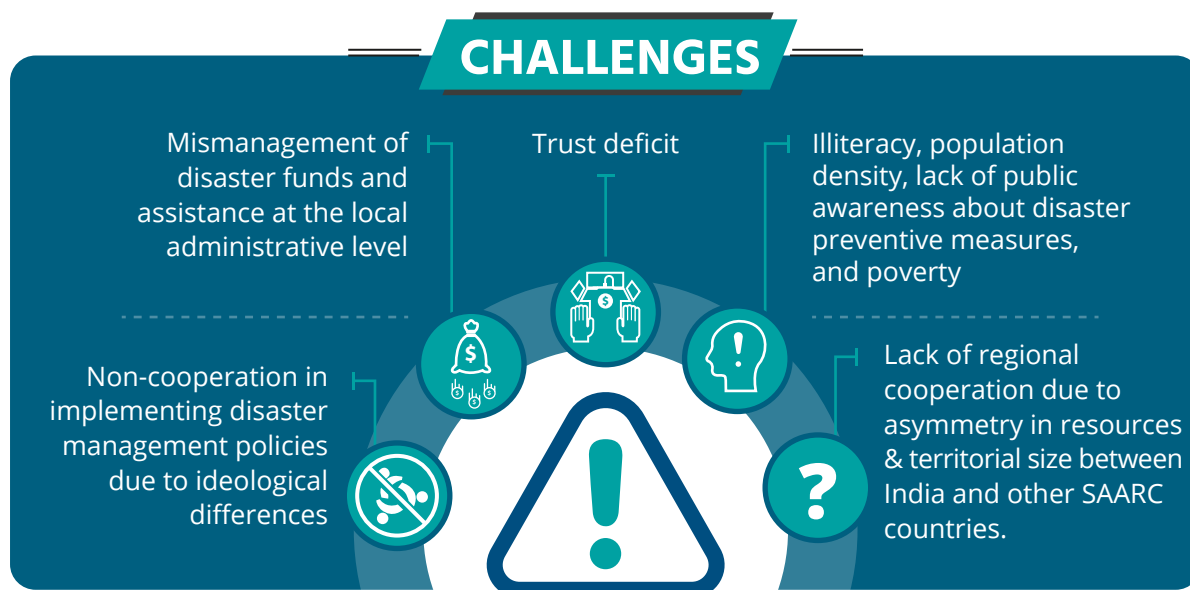 CHALLENGES
Mismanagement of
disaster funds and
assistance at the local
administrative level
Trust deficit
Illiteracy, population
density, lack of public
awareness about disaster
preventive measures,
and poverty
Non-cooperation in
implementing disaster
management policies
due to ideological
differences
Lack of regional
cooperation due to
asymmetry in resources
& territorial size between
India and other SAARC
countries.